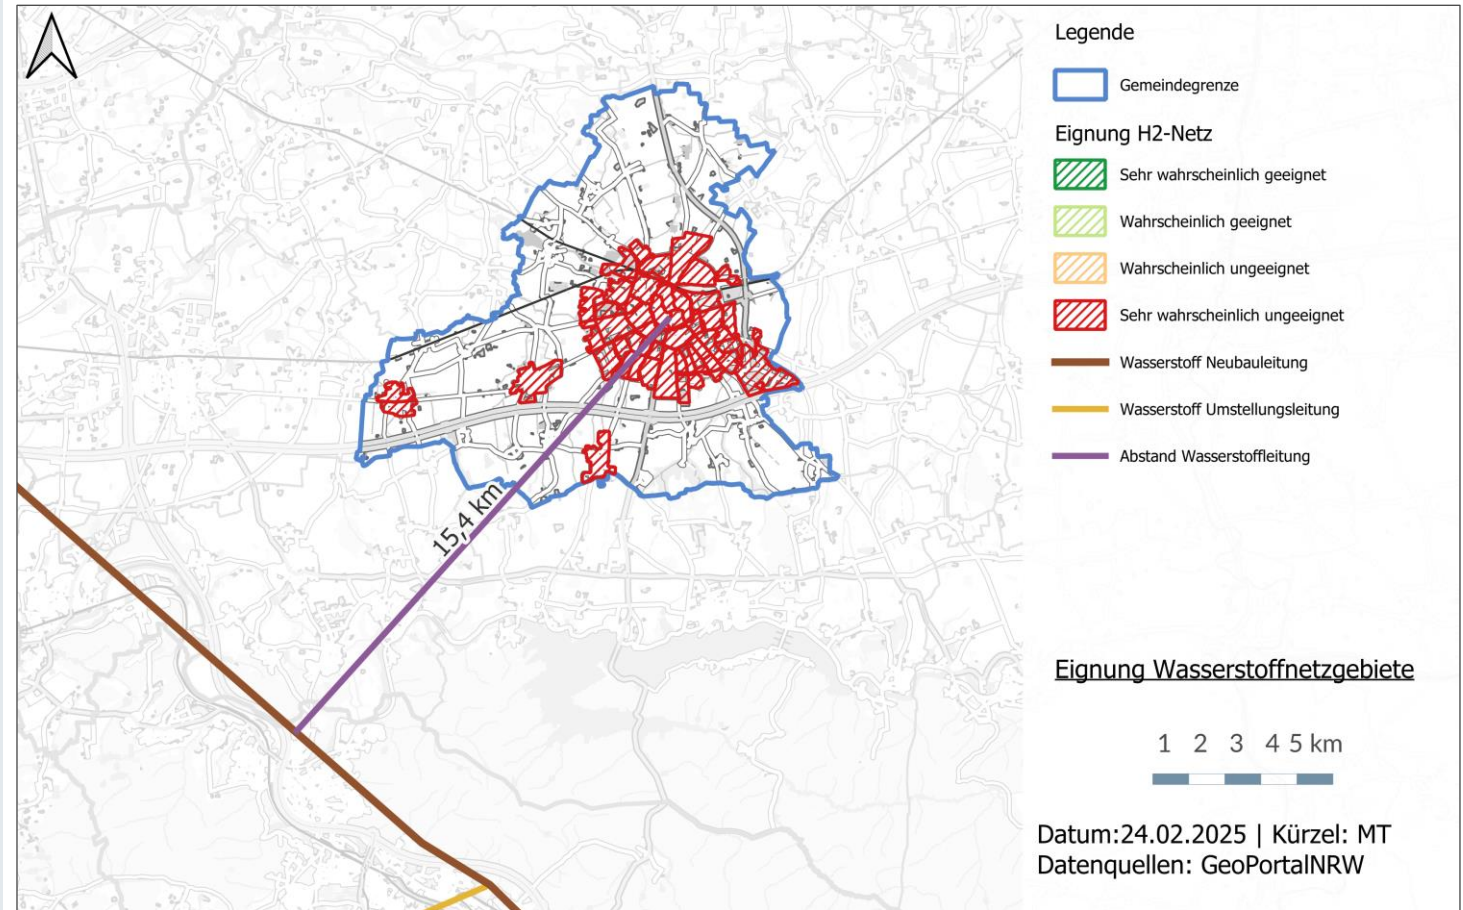 Legende
Gemeindegrenze
Eignung H2-Netz
Sehr wahrscheinlich geeignet
Wahrscheinlich geeignet
Wahrscheinlich ungeeignet
Sehr wahrscheinlich ungeeignet
Wasserstoff Neubauleitung
Wasserstoff Umstellungsleitung
Abstand Wasserstoffleitung
15,4 km
Eignung Wasserstoffnetzgebiete
1 2 3 4 5 km
Datum:24.02.2025 | Kürzel: MT
Datenquellen: GeoPortalNRW